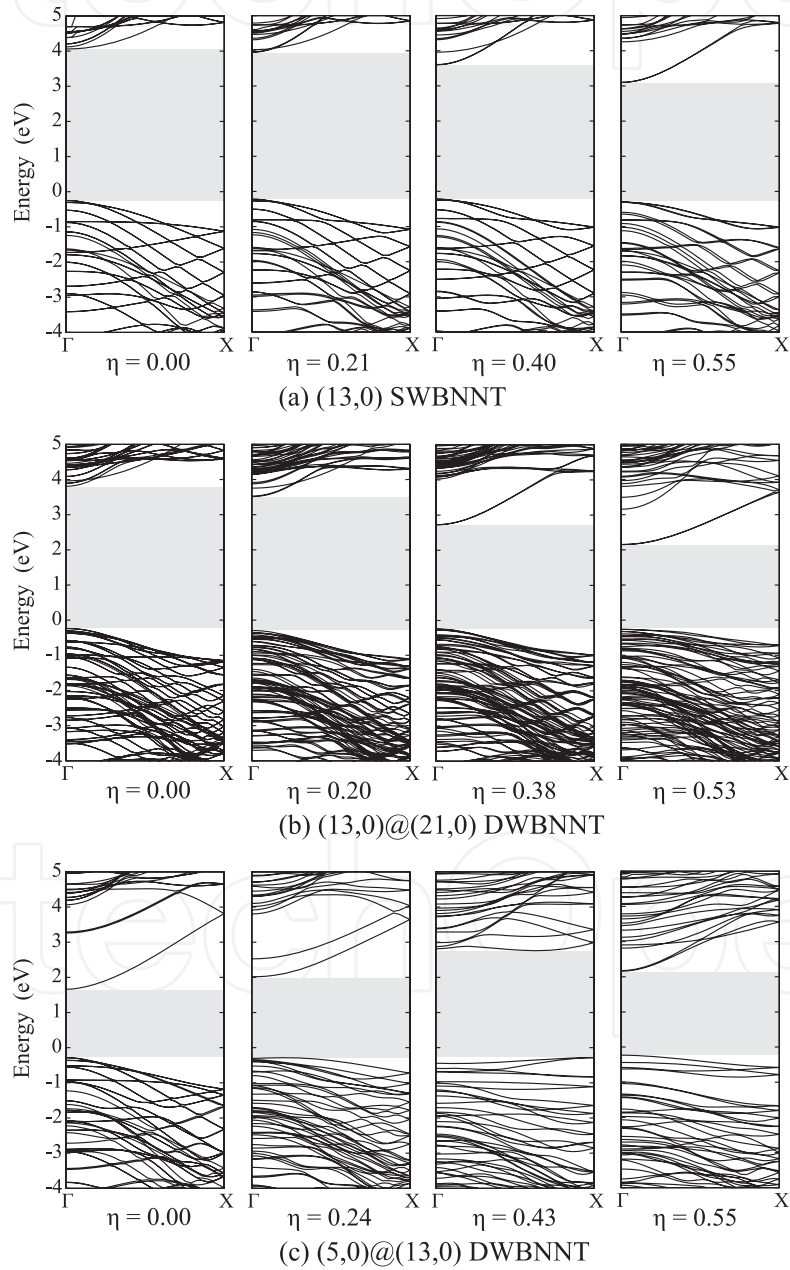 5
4
3
2
1
0
-1
-2
-3
-4
Energy (eV)
Γ X Γ X Γ X Γ X
η = 0.00 η = 0.21 η = 0.40 η = 0.55
(a) (13,0) SWBNNT
5
4
3
2
1
0
-1
-2
-3
-4
Energy (eV)
Γ X Γ X Γ X Γ X
η = 0.00 η = 0.20 η = 0.38 η = 0.53
(b) (13,0)@(21,0) DWBNNT
5
4
3
2
1
0
-1
-2
-3
-4
Energy (eV)
Γ X Γ X Γ X Γ X
η = 0.00 η = 0.24 η = 0.43 η = 0.55
(c) (5,0)@(13,0) DWBNNT